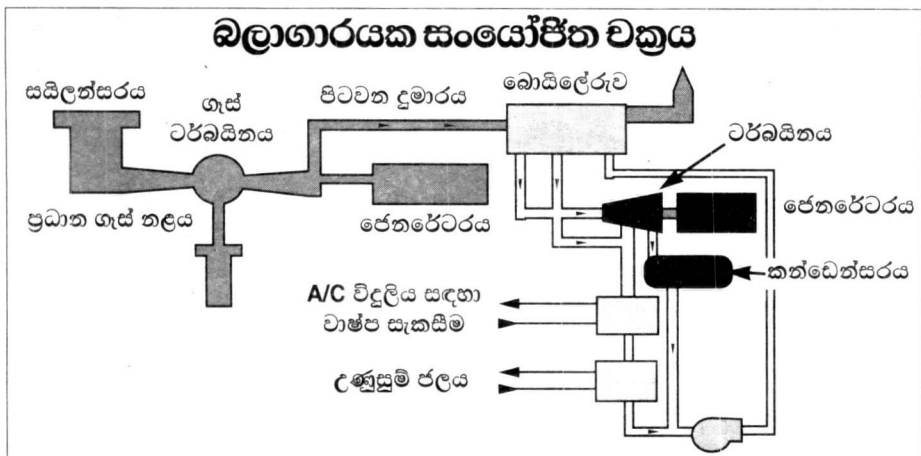 බලාගාරයක සංයෝජිත චක්‍රය
සයිලන්සරය
ගෑස්
ටර්බයිනය
පිටවන දුමාරය
බොයිලේරුව
ටර්බයිනය
ප්‍රධාන ගෑස් නළය
ජෙනරේටරය
ජෙනරේටරය
කන්ඩෙන්සරය
A/C විදුලිය සඳහා
වාෂ්ප සැකසීම
උණුසුම් ජලය